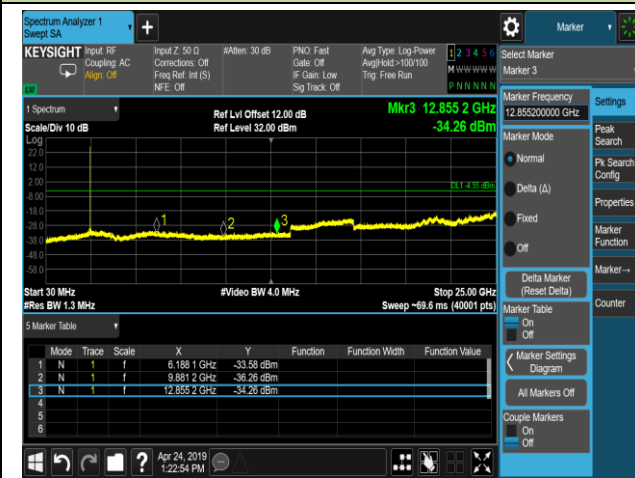 Spectrum Analyzer 1
Swept SA
+
Marker
KEYSIGHT
Input: RF
Coupling: AC
Align: Off
Input Z: 50 Ω
Corrections: Off
Freq Ref: Int (S)
NFE: Off
#Atten: 30 dB
PNO: Fast
Gate: Off
IF Gain: Low
Sig Track: Off
Avg Type: Log-Power
Avg|Hold:>100/100
Trig: Free Run
1 2 3 4 5 6
M W W W W W
P N N N N N
LXI
1 Spectrum
Scale/Div 10 dB
Ref Lvl Offset 12.00 dB
Ref Level 32.00 dBm
Mkr3 12.855 2 GHz
-34.26 dBm
Log
22.0
12.0
2.00
-8.00
-18.0
-28.0
-38.0
-48.0
-58.0
DL1 -4.55 dBm
1
2
3
Start 30 MHz
#Video BW 4.0 MHz
Stop 25.00 GHz
#Res BW 1.3 MHz
Sweep ~69.6 ms (40001 pts)
5 Marker Table
Mode Trace Scale X Y Function Function Width Function Value
1 N 1 f 6.188 1 GHz -33.58 dBm
2 N 1 f 9.881 2 GHz -36.26 dBm
3 N 1 f 12.855 2 GHz -34.26 dBm
4
5
6
?
Apr 24, 2019
1:22:54 PM
Select Marker
Marker 3
Marker Frequency
12.855200000 GHz
Marker Mode
Normal
Delta (Δ)
Fixed
Off
Delta Marker
(Reset Delta)
Marker Table
On
Off
Marker Settings
Diagram
All Markers Off
Couple Markers
On
Off
Settings
Peak
Search
Pk Search
Config
Properties
Marker
Function
Marker→
Counter